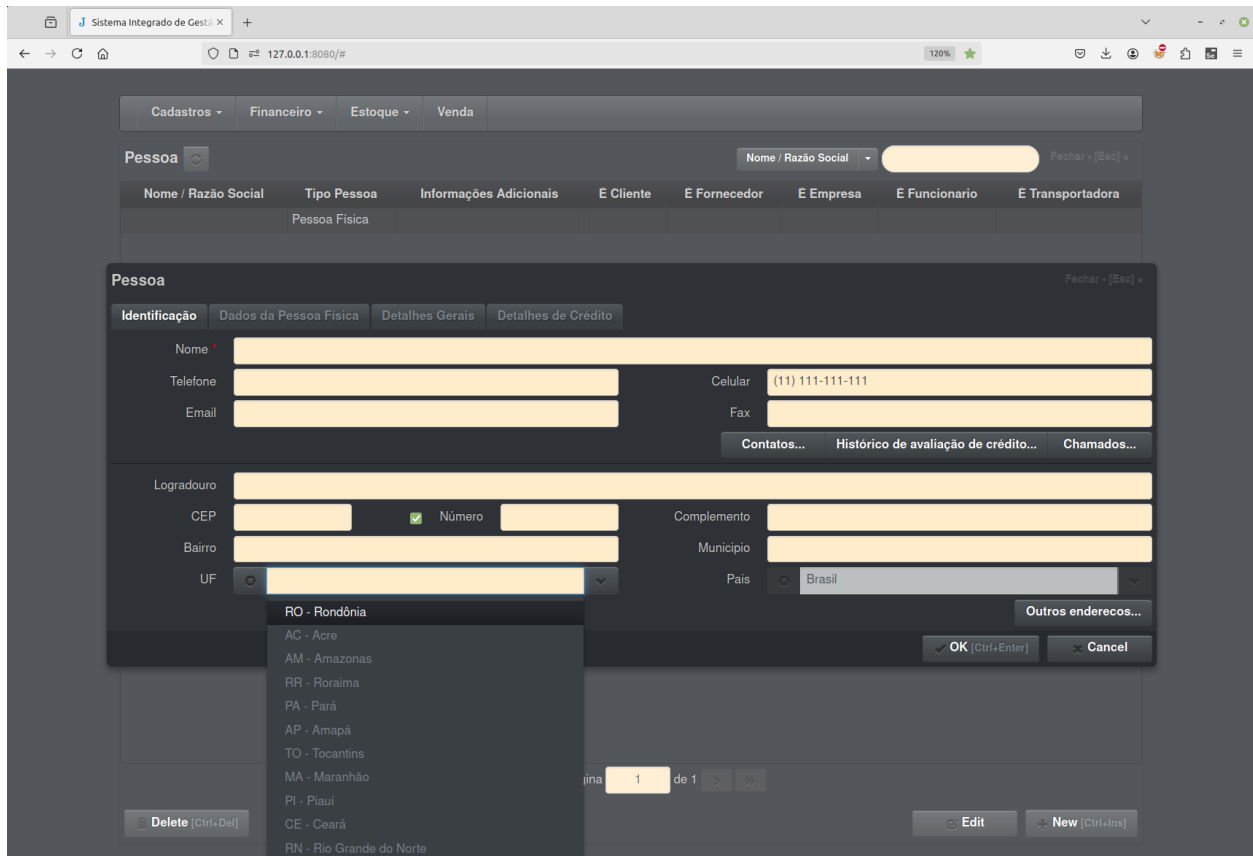 Sistema Integrado de Gestã
127.0.0.1:8080/#
120%
Cadastros
Financeiro
Estoque
Venda
Pessoa
Nome / Razão Social
Fechar - [Esc] »
Nome / Razão Social
Tipo Pessoa
Informações Adicionais
É Cliente
É Fornecedor
É Empresa
É Funcionario
É Transportadora
Pessoa Física
Pessoa
Fechar - [Esc] «
Identificação
Dados da Pessoa Física
Detalhes Gerais
Detalhes de Crédito
Nome *
Telefone
Celular
(11) 111-111-111
Email
Fax
Contatos...
Histórico de avaliação de crédito...
Chamados...
Logradouro
CEP
Número
Complemento
Bairro
Municipio
UF
Pais
Brasil
RO - Rondônia
Outros enderecos...
AC - Acre
OK [Ctrl+Enter]
Cancel
AM - Amazonas
RR - Roraima
PA - Pará
AP - Amapá
TO - Tocantins
MA - Maranhão
1
de 1
PI - Piauí
Delete [Ctrl+Del]
CE - Ceará
Edit
New [Ctrl+Ins]
RN - Rio Grande do Norte